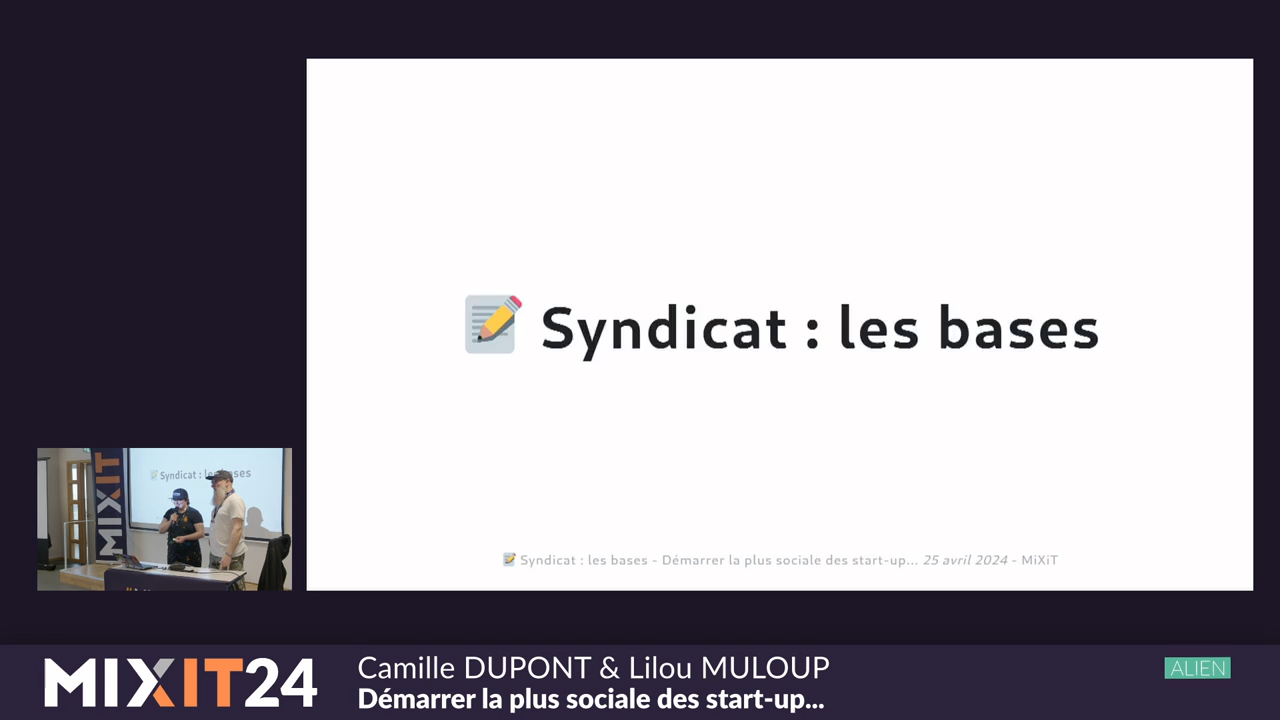 Syndicat : les bases
Syndicat : les bases - Démarrer la plus sociale des start-up... 25 avril 2024 - MiXiT
MIXIT
Syndicat : les bases
MIXIT24
Camille DUPONT & Lilou MULOUP
Démarrer la plus sociale des start-up...
ALIEN